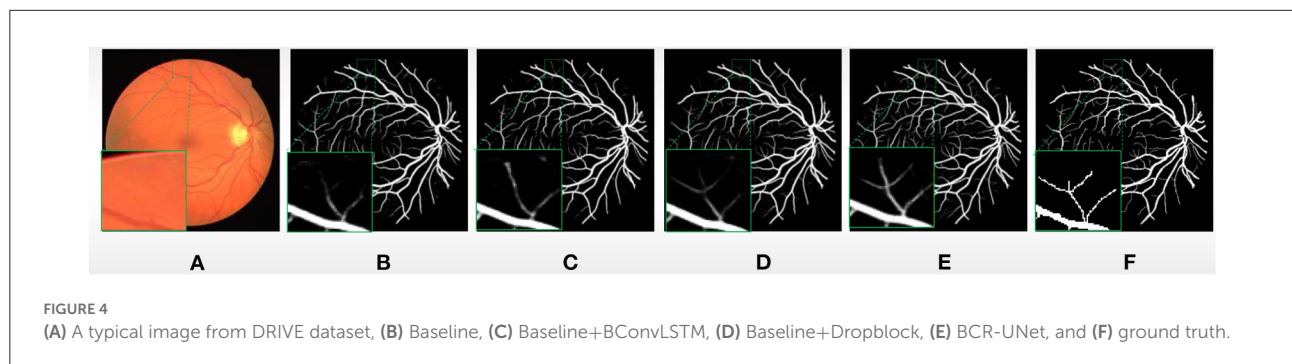 A B C D E F
FIGURE 4
(A) A typical image from DRIVE dataset, (B) Baseline, (C) Baseline+BConvLSTM, (D) Baseline+Dropblock, (E) BCR-UNet, and (F) ground truth.